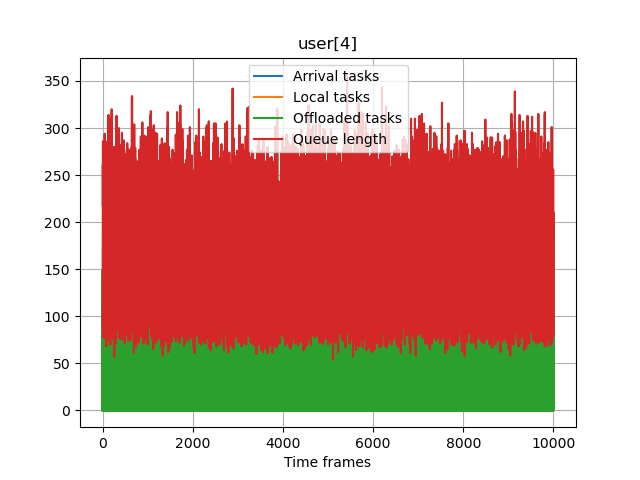 user[4]
Arrival tasks
Local tasks
Offloaded tasks
Queue length
350
300
250
200
150
100
50
0
0 2000 4000 6000 8000 10000
Time frames